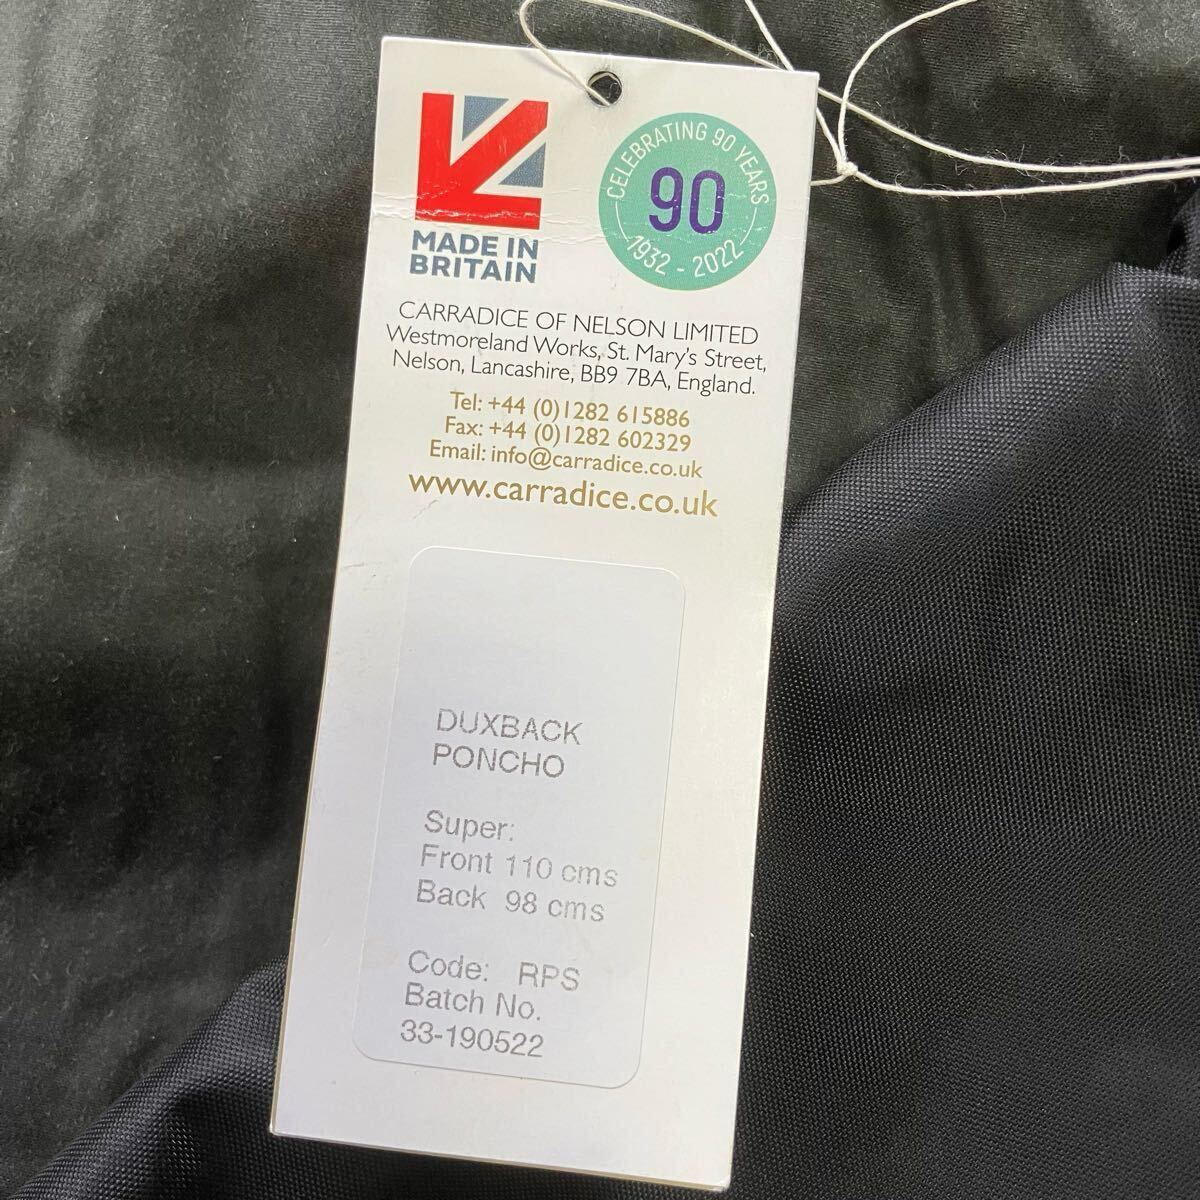 MADE IN
BRITAIN
CELEBRATING 90 YEARS
90
1932 - 2022
CARRADICE OF NELSON LIMITED
Westmoreland Works, St. Mary's Street,
Nelson, Lancashire, BB9 7BA, England.
Tel: +44 (0)1282 615886
Fax: +44 (0)1282 602329
Email: info@carradice.co.uk
www.carradice.co.uk
DUXBACK
PONCHO
Super:
Front 110 cms
Back 98 cms
Code: RPS
Batch No.
33-190522